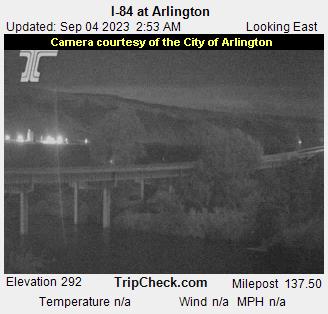 I-84 at Arlington
Updated: Sep 04 2023 2:53 AM Looking East
Camera courtesy of the City of Arlington
Elevation 292 TripCheck.com Milepost 137.50
Temperature n/a Wind n/a MPH n/a